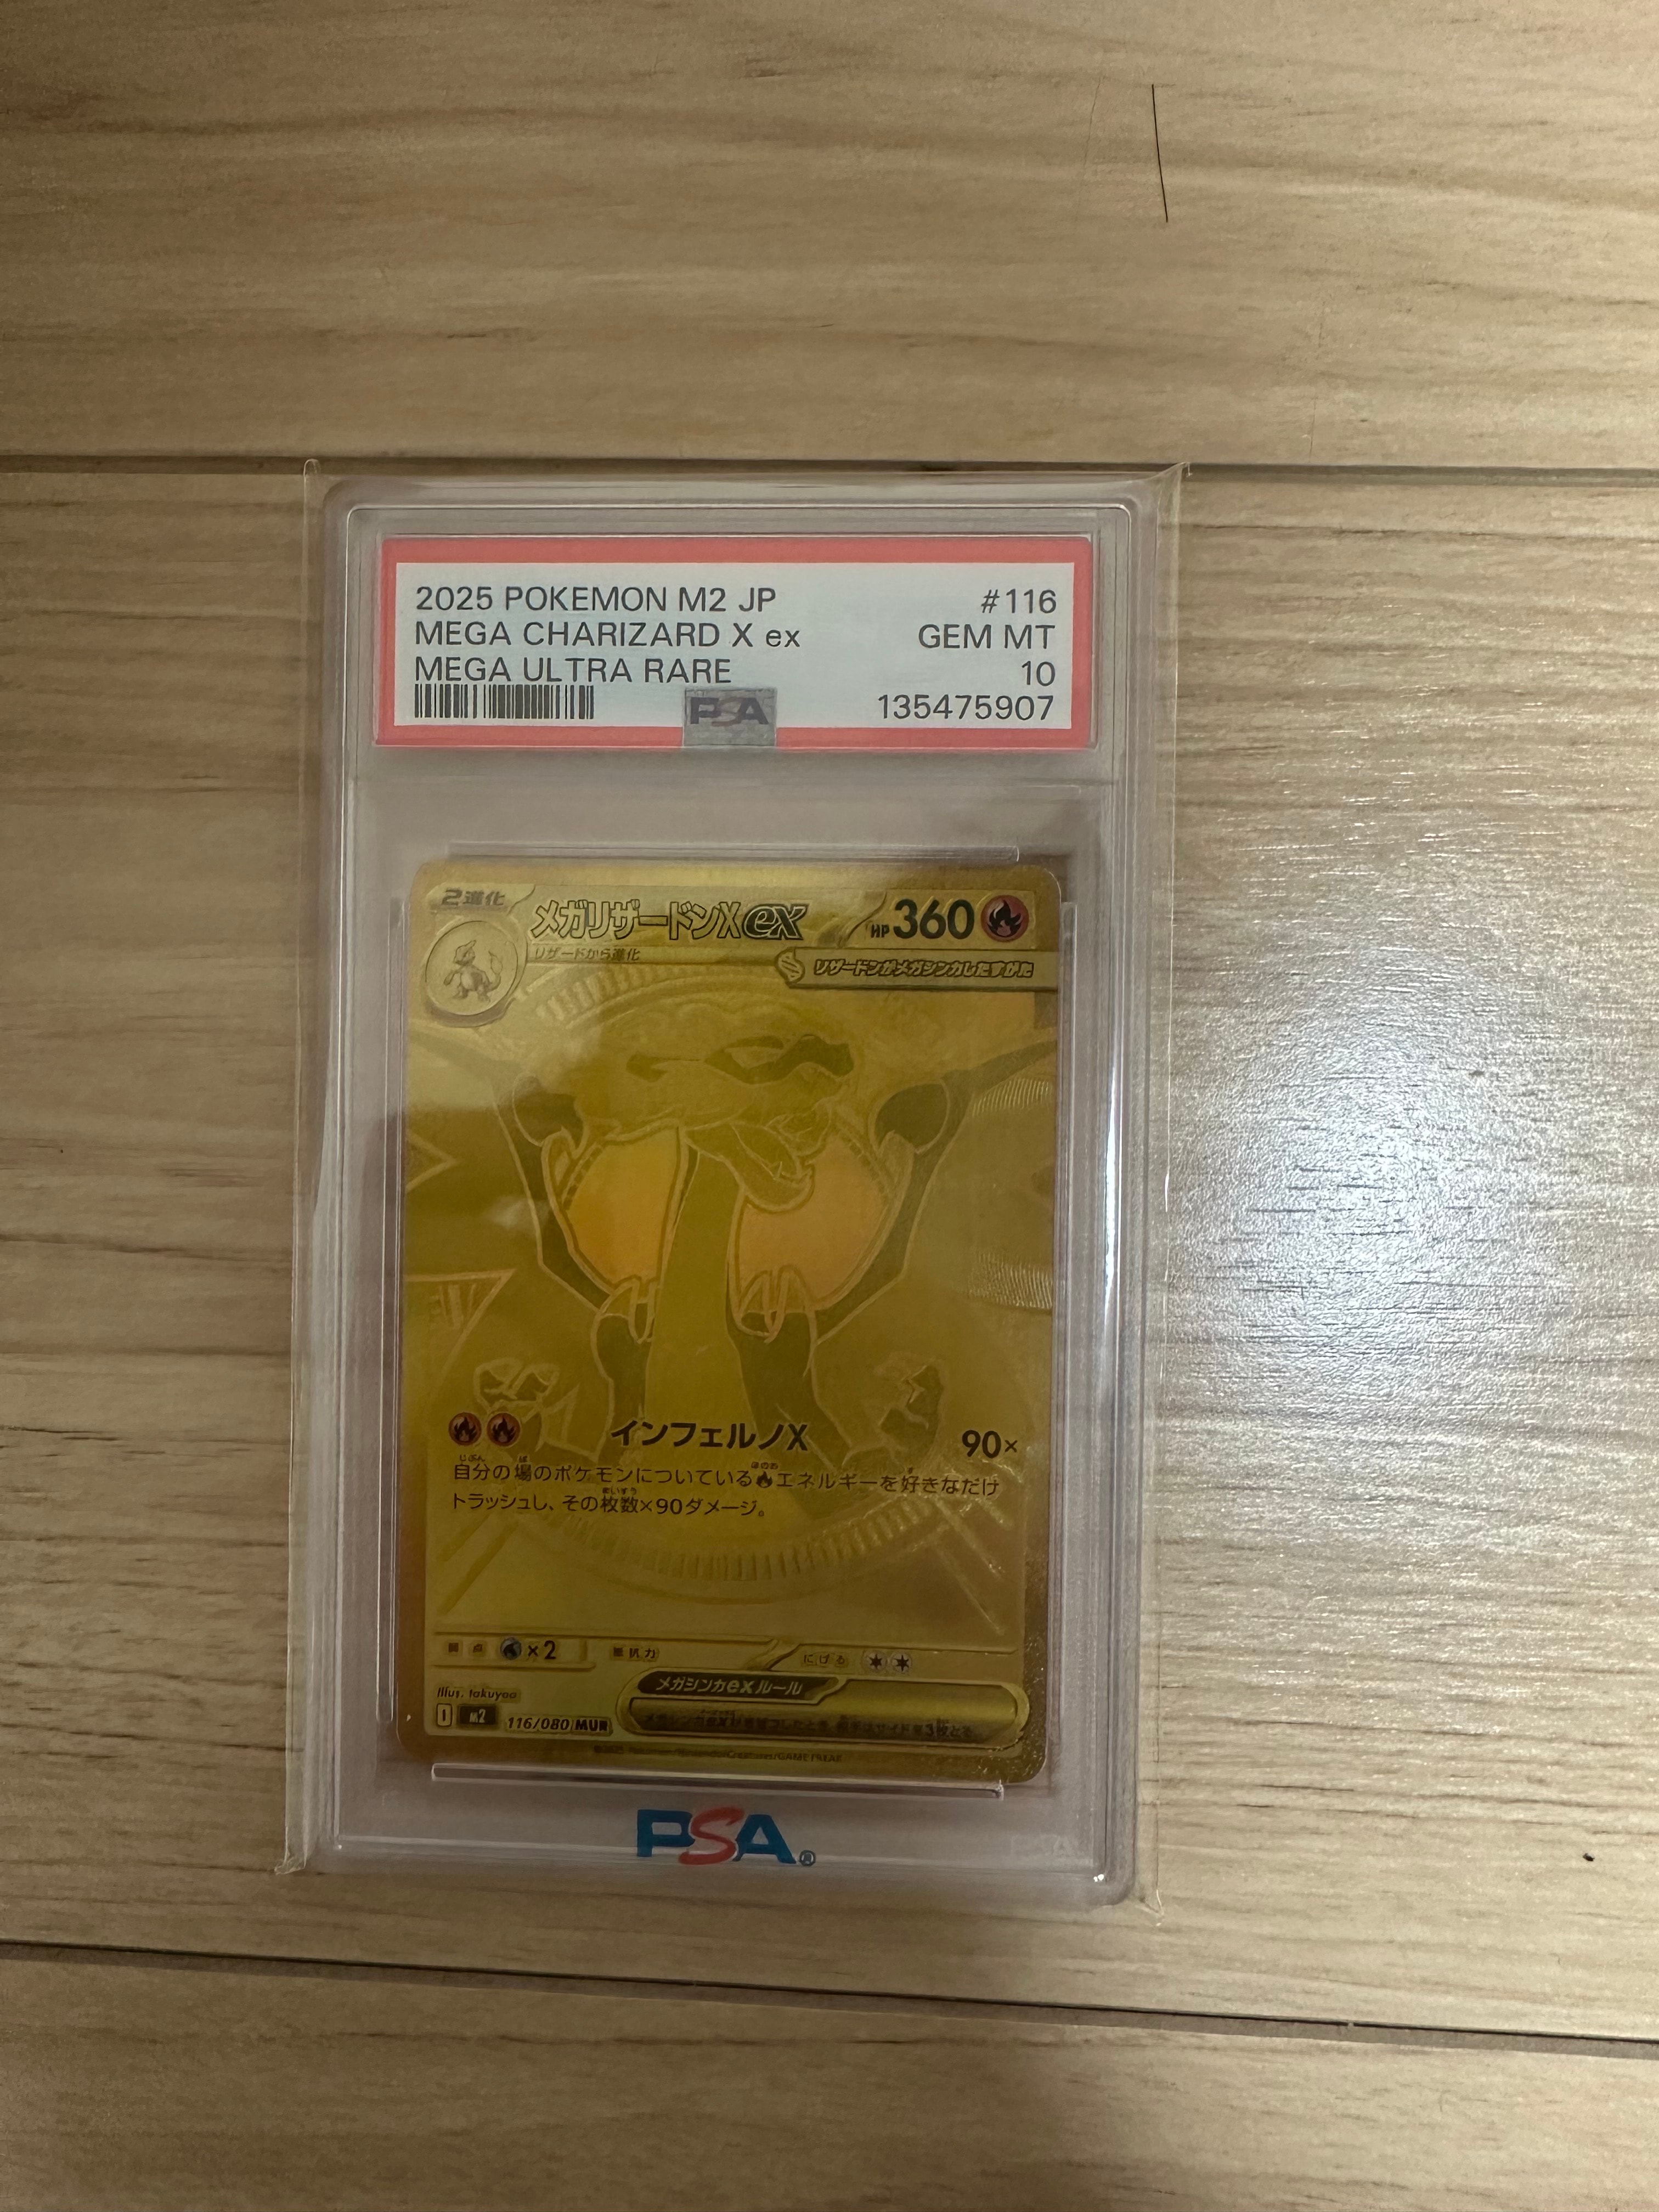 2025 POKEMON M2 JP #116
MEGA CHARIZARD X ex GEM MT
MEGA ULTRA RARE 10
PSA 135475907
2進化 メガリザードンXex HP360
リザードから進化
リザードンがメガシンカしたすがた
インフェルノX 90×
自分の場のポケモンについているエネルギーを好きなだけ
トラッシュし、その枚数×90ダメージ。
弱点 ×2 抵抗力 にげる
メガシンカexルール
Illus. takuyoa
I M2 116/080 MUR
PSA®